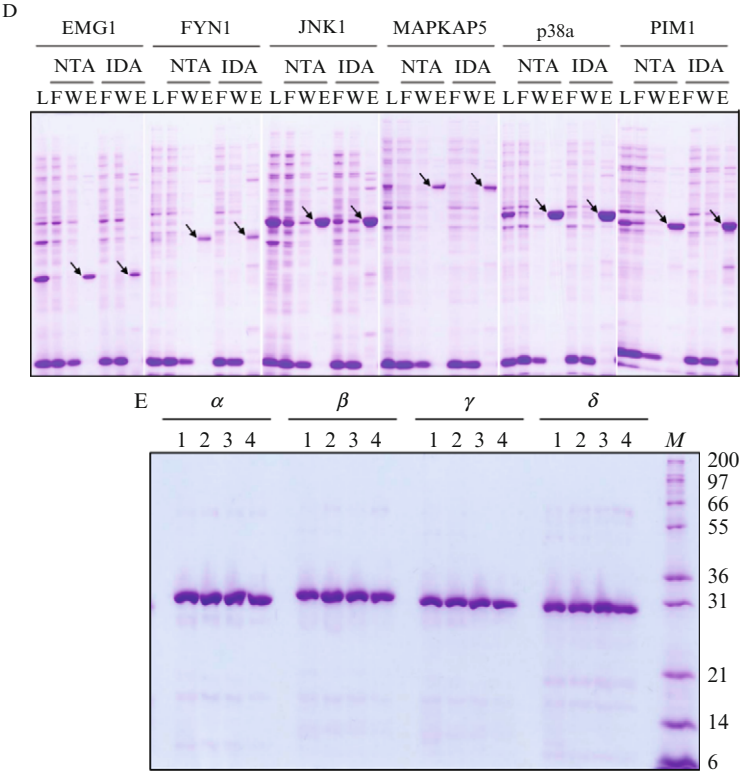 D
EMG1 FYN1 JNK1 MAPKAP5 p38a PIM1
NTA IDA NTA IDA NTA IDA NTA IDA NTA IDA NTA IDA
LFWEFWE LFWEFWE LFWEFWE LFWEFWE LFWEFWE LFWEFWE
E α β γ δ
1 2 3 4 1 2 3 4 1 2 3 4 1 2 3 4 M
200
97
66
55
36
31
21
14
6